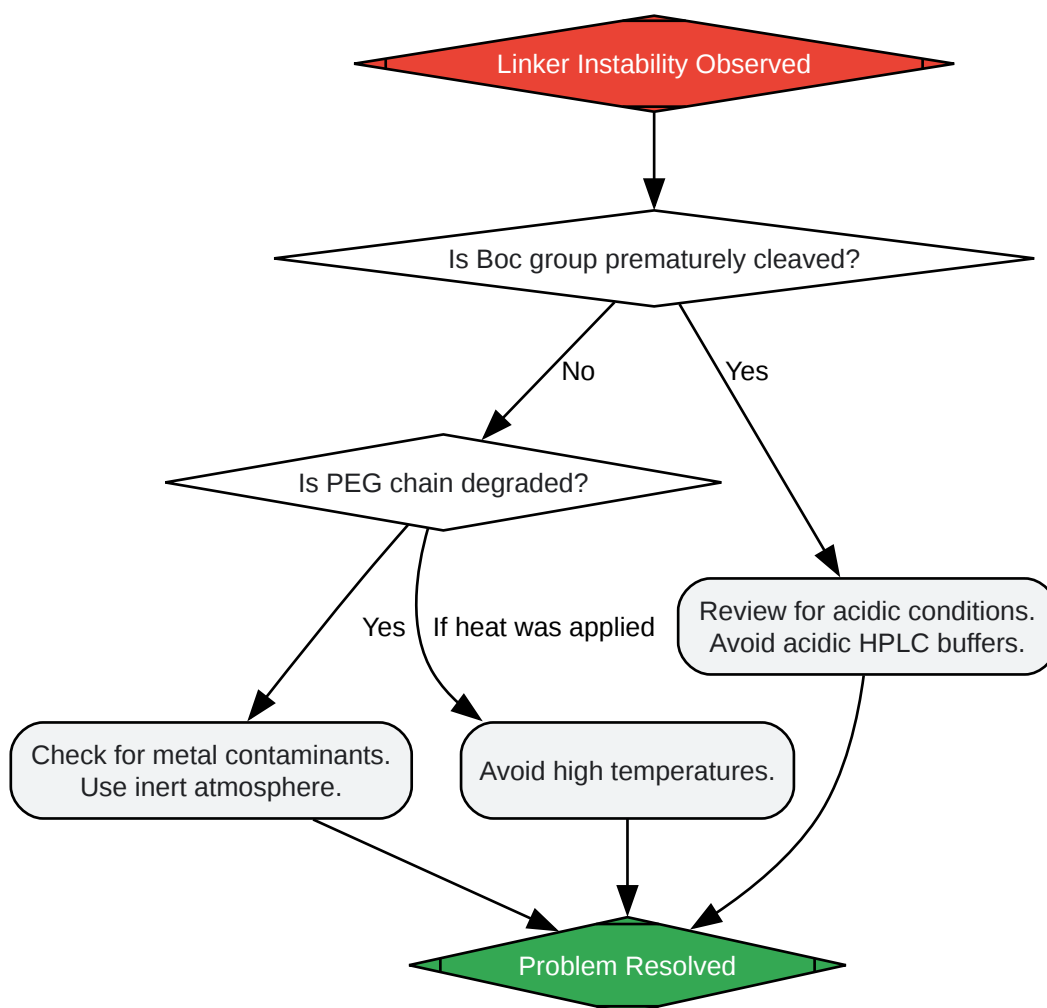 Linker Instability Observed
Is Boc group prematurely cleaved?
No
Yes
Is PEG chain degraded?
Yes
If heat was applied
Review for acidic conditions.
Avoid acidic HPLC buffers.
Check for metal contaminants.
Use inert atmosphere.
Avoid high temperatures.
Problem Resolved